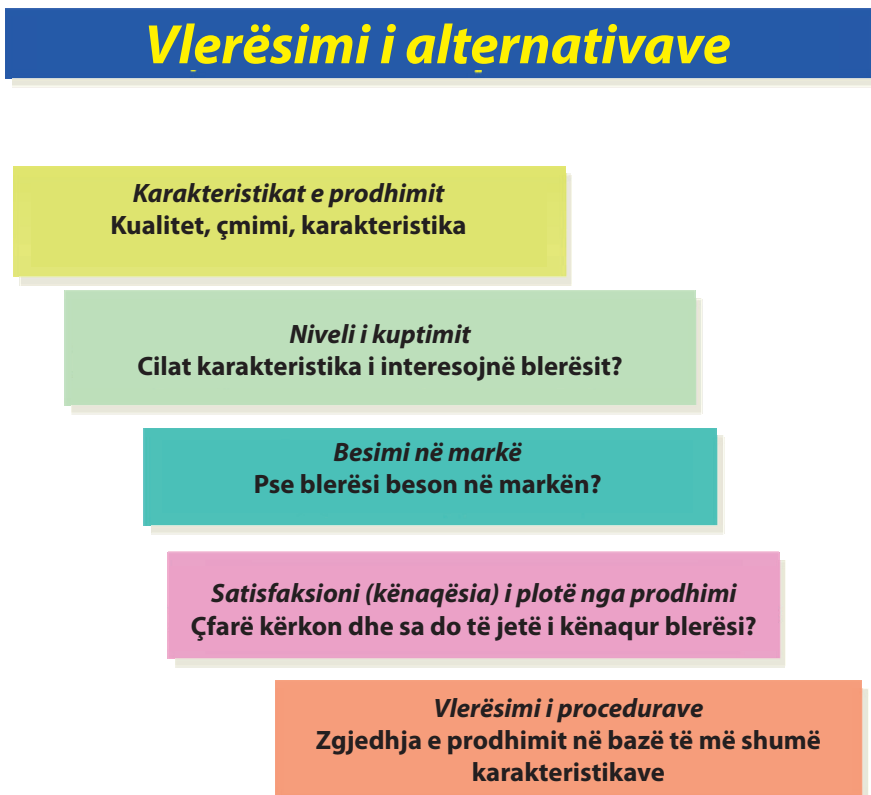 Vlerësimi i alternativave
Karakteristikat e prodhimit
Kualitet, çmimi, karakteristika
Niveli i kuptimit
Cilat karakteristika i interesojnë blerësit?
Besimi në markë
Pse blerësi beson në markën?
Satisfaksioni (kënaqësia) i plotë nga prodhimi
Çfarë kërkon dhe sa do të jetë i kënaqur blerësi?
Vlerësimi i procedurave
Zgjedhja e prodhimit në bazë të më shumë
karakteristikave